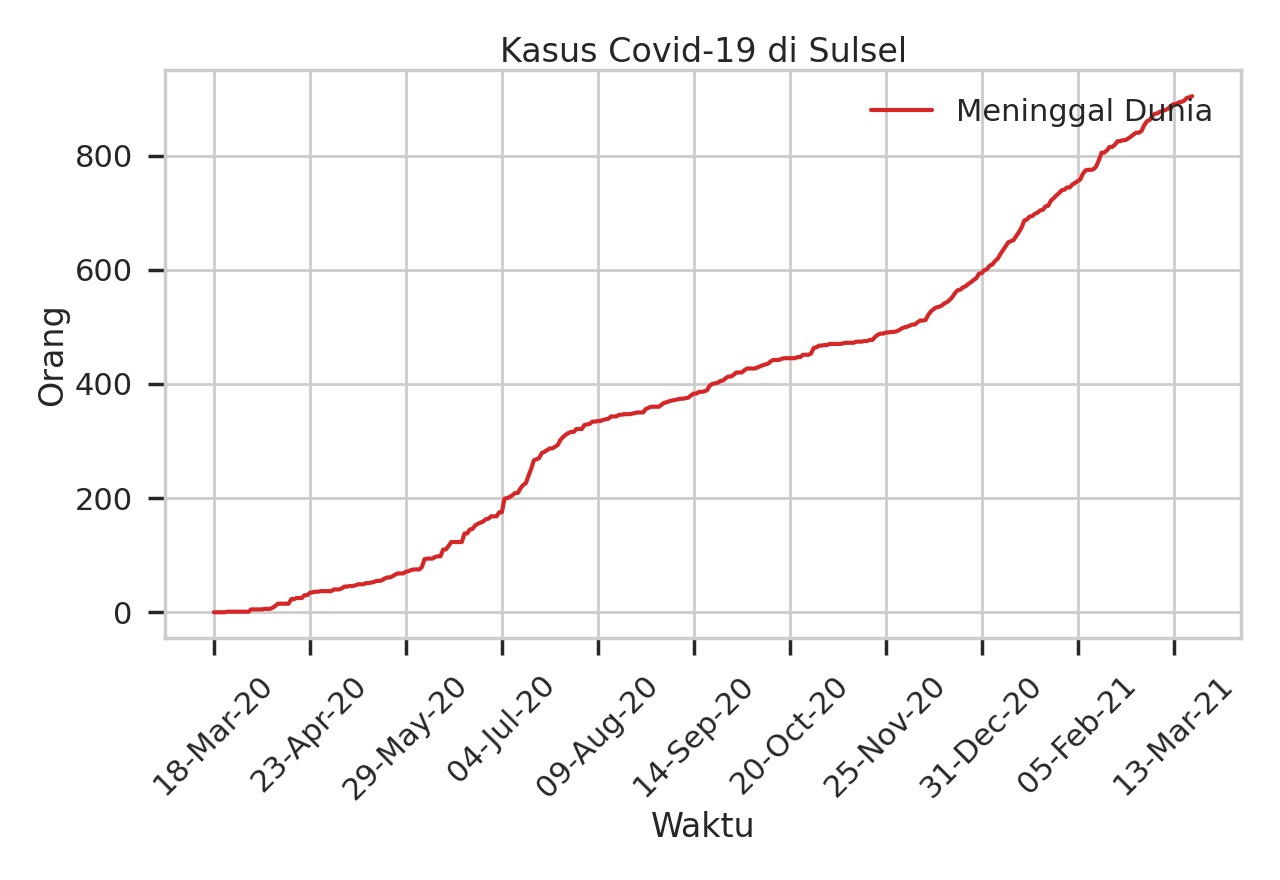 Kasus Covid-19 di Sulsel
Meninggal Dunia
Orang
800
600
400
200
0
18-Mar-20
23-Apr-20
29-May-20
04-Jul-20
09-Aug-20
14-Sep-20
20-Oct-20
25-Nov-20
31-Dec-20
05-Feb-21
13-Mar-21
Waktu